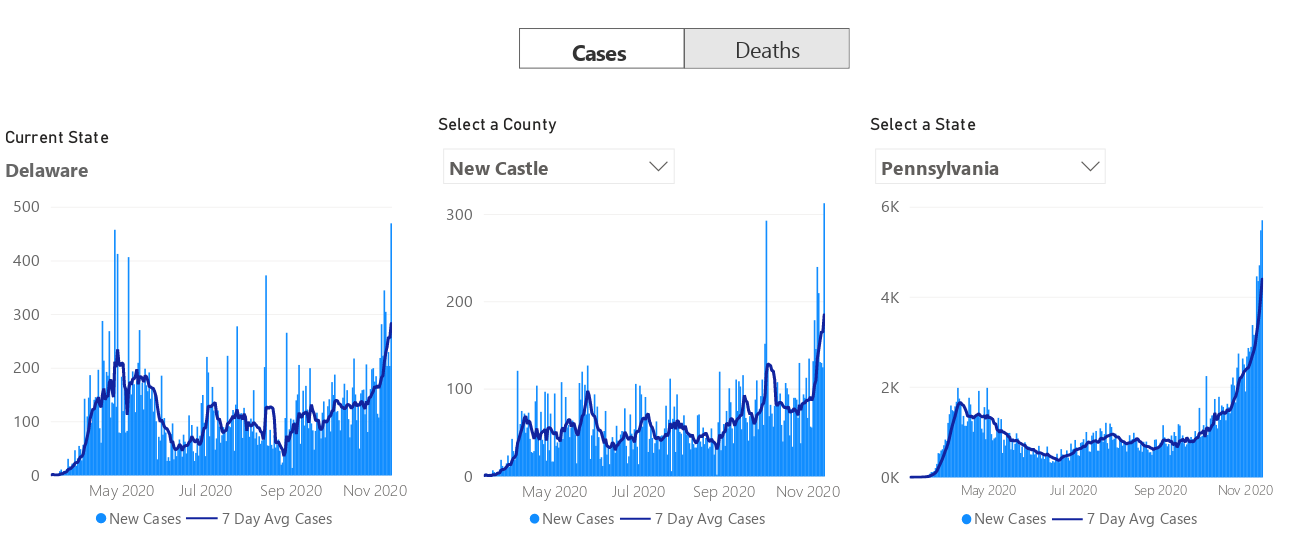 Cases Deaths
Current State
Delaware
500
400
300
200
100
0
May 2020 Jul 2020 Sep 2020 Nov 2020
New Cases 7 Day Avg Cases
Select a County
New Castle
300
200
100
0
May 2020 Jul 2020 Sep 2020 Nov 2020
New Cases 7 Day Avg Cases
Select a State
Pennsylvania
6K
4K
2K
0K
May 2020 Jul 2020 Sep 2020 Nov 2020
New Cases 7 Day Avg Cases